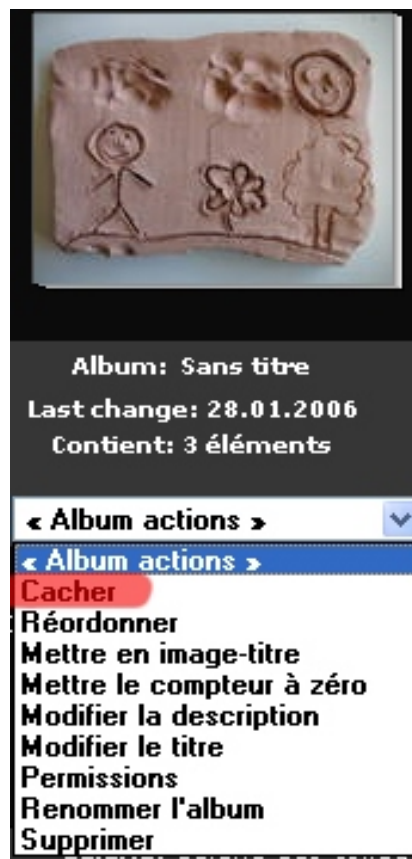 Album: Sans titre
Last change: 28.01.2006
Contient: 3 éléments
« Album actions »
« Album actions »
Cacher
Réordonner
Mettre en image-titre
Mettre le compteur à zéro
Modifier la description
Modifier le titre
Permissions
Renommer l'album
Supprimer